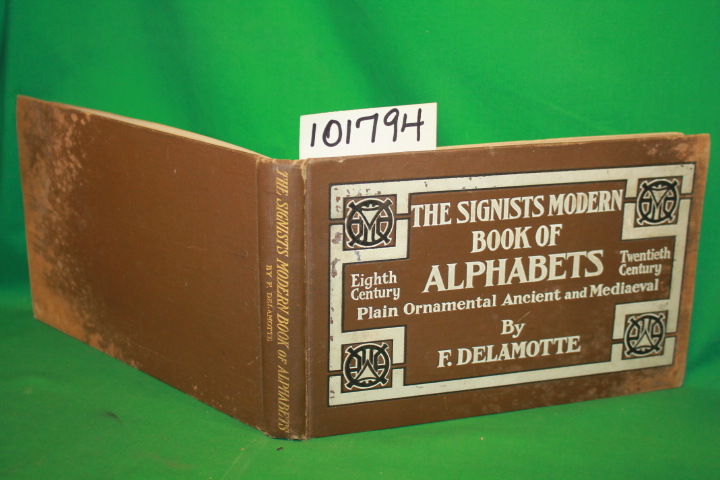 101794
THE SIGNISTS MODERN
BOOK OF
ALPHABETS
Eighth
Century
Twentieth
Century
Plain Ornamental Ancient and Mediaeval
By
F. DELAMOTTE
THE SIGNIST'S MODERN BOOK OF ALPHABETS
BY F. DELAMOTTE